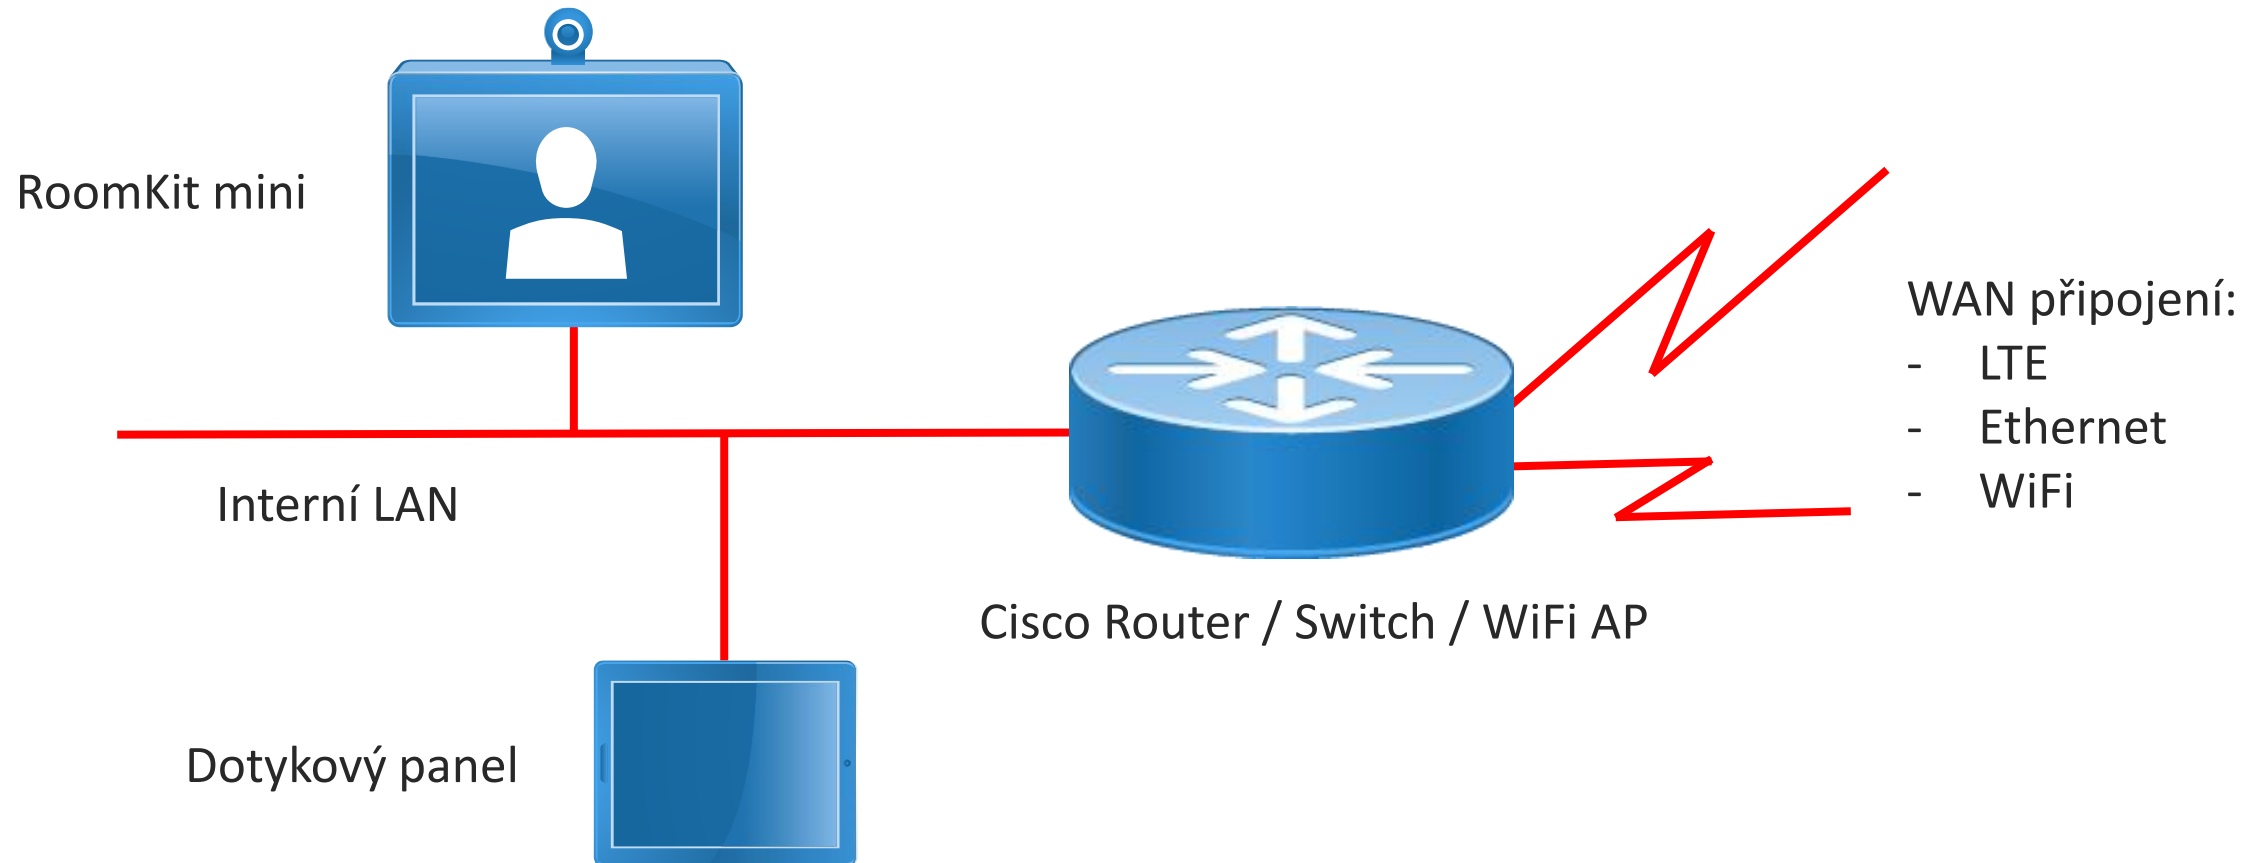 RoomKit mini
WAN připojení:
- LTE
- Ethernet
- WiFi
Interní LAN
Cisco Router / Switch / WiFi AP
Dotykový panel